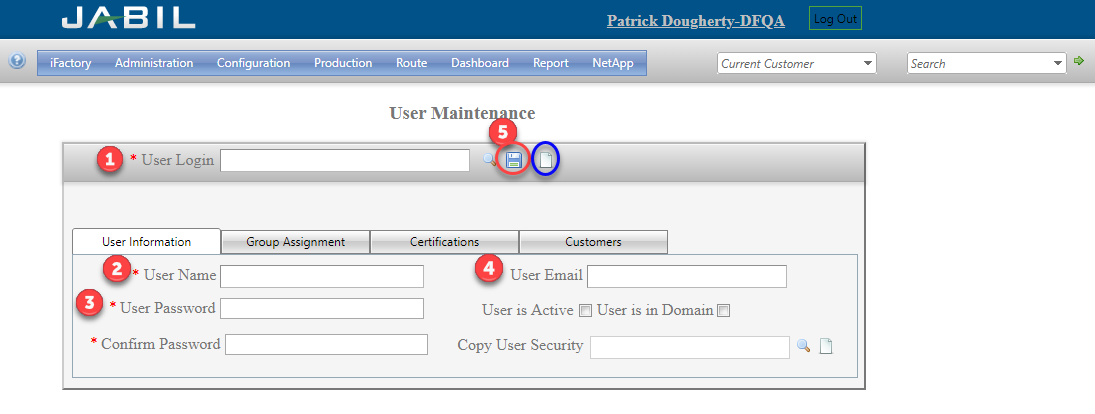 JABIL
Patrick Dougherty-DFQA Log Out
? iFactory Administration Configuration Production Route Dashboard Report NetApp Current Customer Search
User Maintenance
5
1 * User Login
User Information Group Assignment Certifications Customers
2 * User Name 4 User Email
3 * User Password User is Active User is in Domain
* Confirm Password Copy User Security